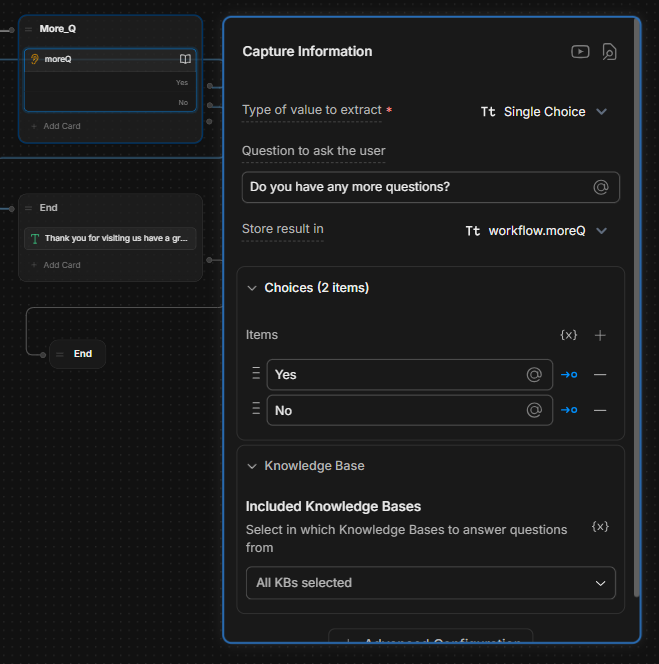 More_Q
moreQ
Yes
No
+ Add Card
End
Thank you for visiting us have a gr...
+ Add Card
End
Capture Information
Type of value to extract *
Tt Single Choice
Question to ask the user
Do you have any more questions?
@
Store result in
Tt workflow.moreQ
Choices (2 items)
Items
{x} +
Yes @
No @
Knowledge Base
Included Knowledge Bases
Select in which Knowledge Bases to answer questions
from
{x}
All KBs selected
+ Advanced Configuration